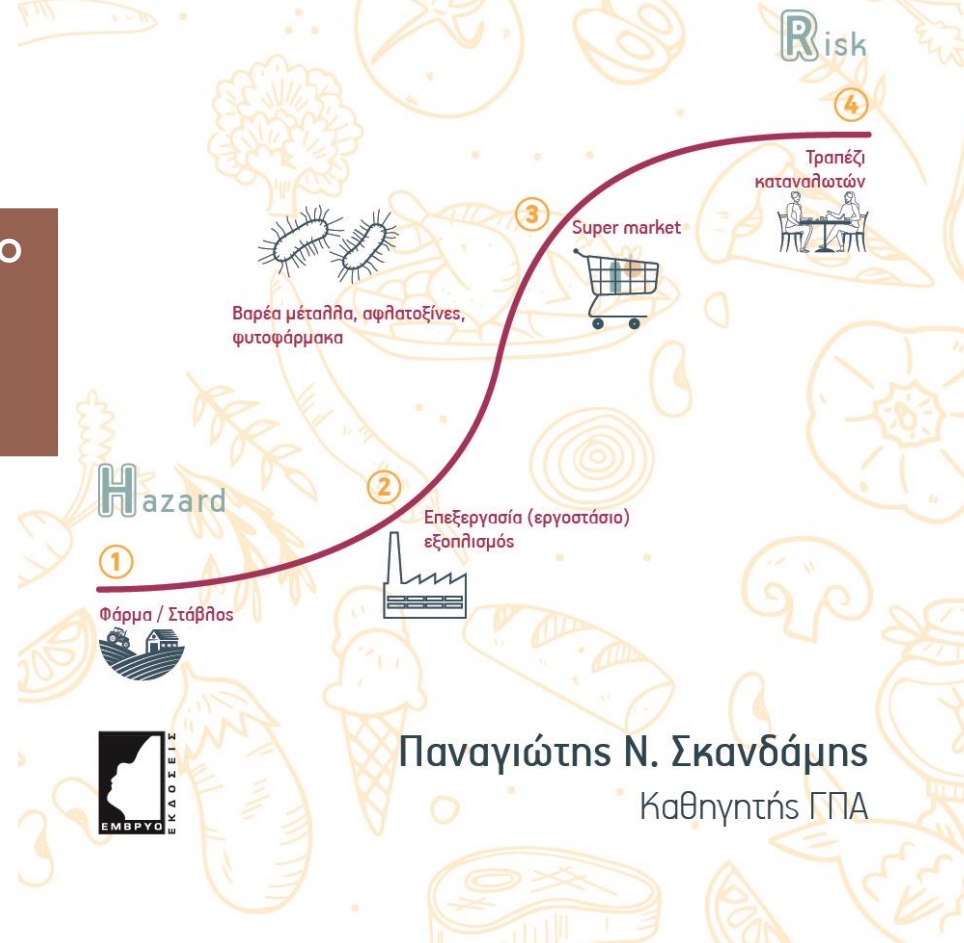 Risk
4
Τραπέζι
καταναλωτών
3
Super market
Βαρέα μέταλλα, αφλατοξίνες,
φυτοφάρμακα
Hazard
2
Επεξεργασία (εργοστάσιο)
εξοπλισμός
1
Φάρμα / Στάβλος
ΕΜΒΡΥΟ
ΕΚΔΟΣΕΙΣ
Παναγιώτης Ν. Σκανδάμης
Καθηγητής ΓΠΑ